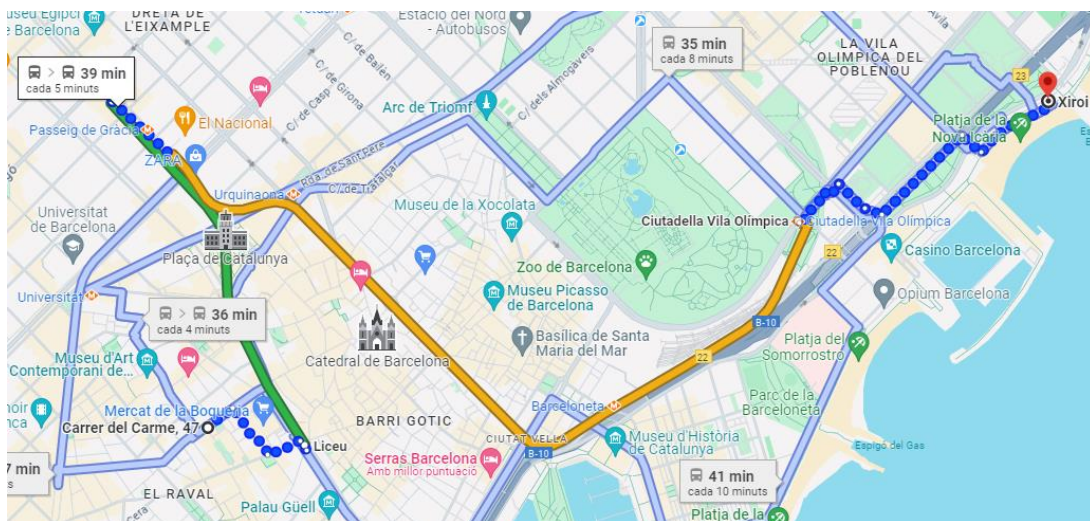 Museu Egipci
de Barcelona
DRETA DE
L'EIXAMPLE
Estació del Nord
- Autobusos
C/ de Bailén
C/ de Girona
C/ de Casp
C/ dels Almogàvers
Àvila
35 min
cada 8 minuts
LA VILA
OLÍMPICA DEL
POBLENOU
23
39 min
cada 5 minuts
Arc de Triomf
El Nacional
Passeig de Gràcia
ZARA
Xiroi
Platja de la
Nova Icària
Rda. de Sant Pere
C/ de Trafalgar
Urquinaona
Universitat
de Barcelona
Museu de la Xocolata
Ciutadella Vila Olímpica
Ciutadella Vila Olímpica
22
Casino Barcelona
Plaça de Catalunya
Zoo de Barcelona
Museu Picasso
de Barcelona
Opium Barcelona
Universitat
36 min
cada 4 minuts
B-10
22
Basílica de Santa
Maria del Mar
Catedral de Barcelona
Platja del
Somorrostro
Museu d'Art
Contemporani de...
Parc de la
Barceloneta
Mercat de la Boqueria
Barceloneta
Carrer del Carme, 47
BARRI GÒTIC
Liceu
CIUTAT VELLA
Museu d'Història
de Catalunya
Espigó del Gas
B-10
Serras Barcelona
Amb millor puntuació
7 min
41 min
cada 10 minuts
EL RAVAL
Palau Güell
Platja de la